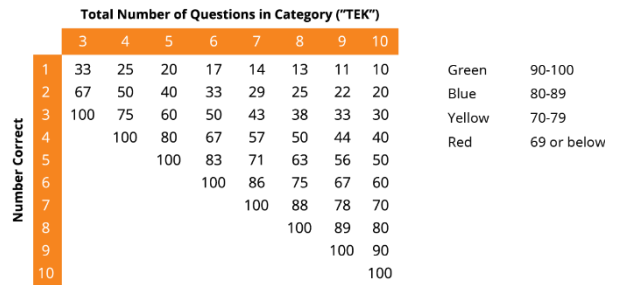 Total Number of Questions in Category (“TEK”)
3 4 5 6 7 8 9 10
1 33 25 20 17 14 13 11 10 Green 90-100
2 67 50 40 33 29 25 22 20 Blue 80-89
3 100 75 60 50 43 38 33 30 Yellow 70-79
4 100 80 67 57 50 44 40 Red 69 or below
5 100 83 71 63 56 50
6 100 86 75 67 60
7 100 88 78 70
8 100 89 80
9 100 90
10 100
Number Correct